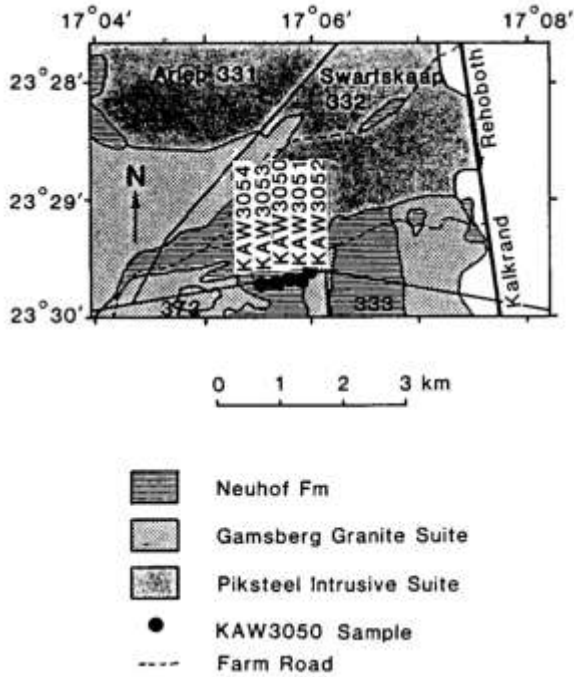 17°04' 17°06' 17°08'
23°28'
Arieb 331
Swartskaap
332
Rehoboth
23°29'
N
KAW3054
KAW3053
KAW3050
KAW3051
KAW3052
Kalkrand
373
333
23°30'
0 1 2 3 km
Neuhof Fm
Gamsberg Granite Suite
Piksteel Intrusive Suite
KAW3050 Sample
Farm Road